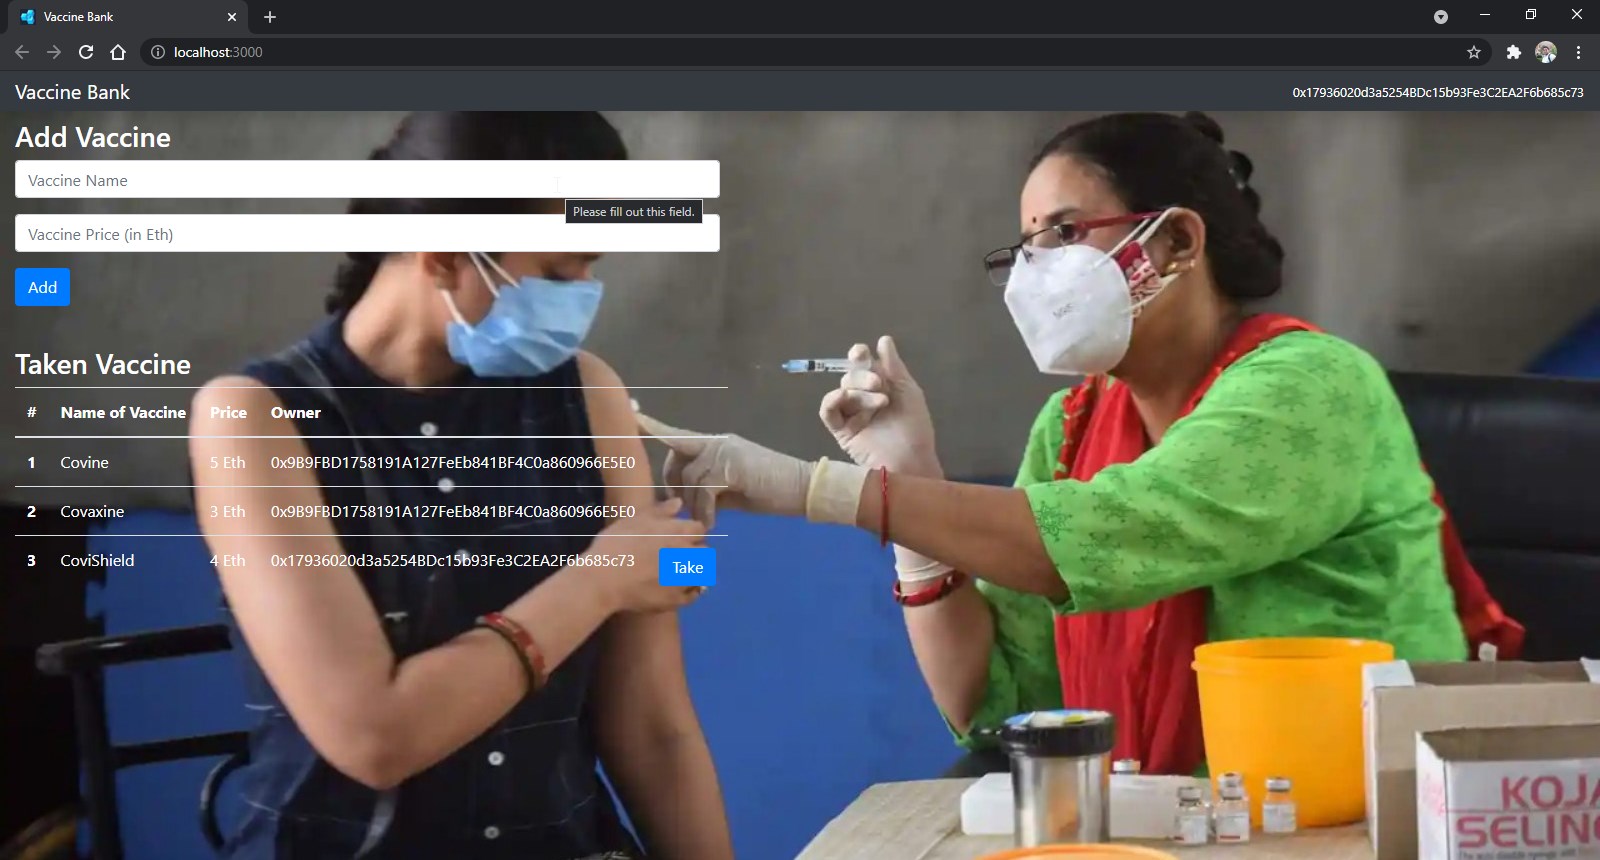 Vaccine Bank
localhost:3000
Vaccine Bank
0x17936020d3a5254BDc15b93Fe3C2EA2F6b685c73
Add Vaccine
Vaccine Name
Please fill out this field.
Vaccine Price (in Eth)
Add
Taken Vaccine
# Name of Vaccine Price Owner
1 Covine 5 Eth 0x9B9FBD1758191A127FeEb841BF4C0a860966E5E0
2 Covaxine 3 Eth 0x9B9FBD1758191A127FeEb841BF4C0a860966E5E0
3 CoviShield 4 Eth 0x17936020d3a5254BDc15b93Fe3C2EA2F6b685c73 Take
KOJA
SELING